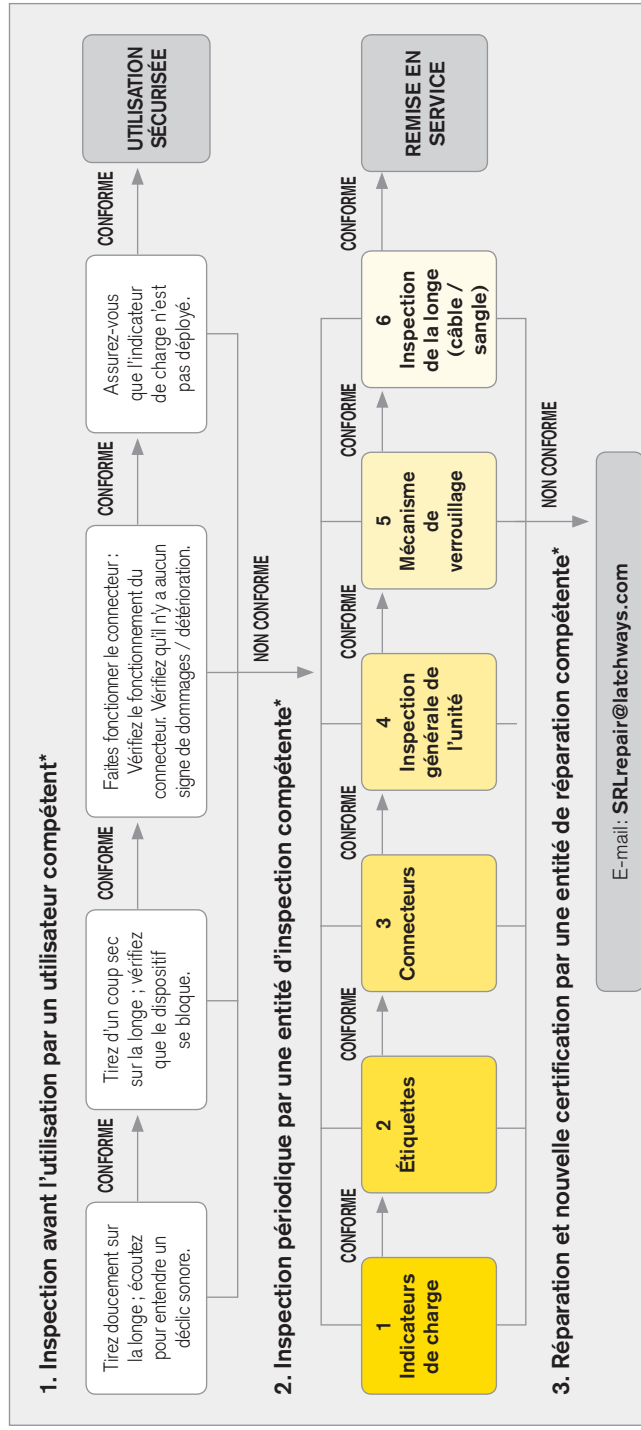 1. Inspection avant l'utilisation par un utilisateur compétent*
Tirez doucement sur
la longe ; écoutez
pour entendre un
déclic sonore.
CONFORME
Tirez d'un coup sec
sur la longe ; vérifiez
que le dispositif
se bloque.
CONFORME
Faites fonctionner le connecteur :
Vérifiez le fonctionnement du
connecteur. Vérifiez qu'il n'y a aucun
signe de dommages / détérioration.
CONFORME
Assurez-vous
que l'indicateur
de charge n'est
pas déployé.
CONFORME
UTILISATION
SÉCURISÉE
NON CONFORME
2. Inspection périodique par une entité d'inspection compétente*
1
Indicateurs
de charge
CONFORME
2
Étiquettes
CONFORME
3
Connecteurs
CONFORME
4
Inspection
générale de
l'unité
CONFORME
5
Mécanisme
de
verrouillage
CONFORME
6
Inspection
de la longe
(câble /
sangle)
CONFORME
REMISE EN
SERVICE
NON CONFORME
3. Réparation et nouvelle certification par une entité de réparation compétente*
E-mail: SRLrepair@latchways.com